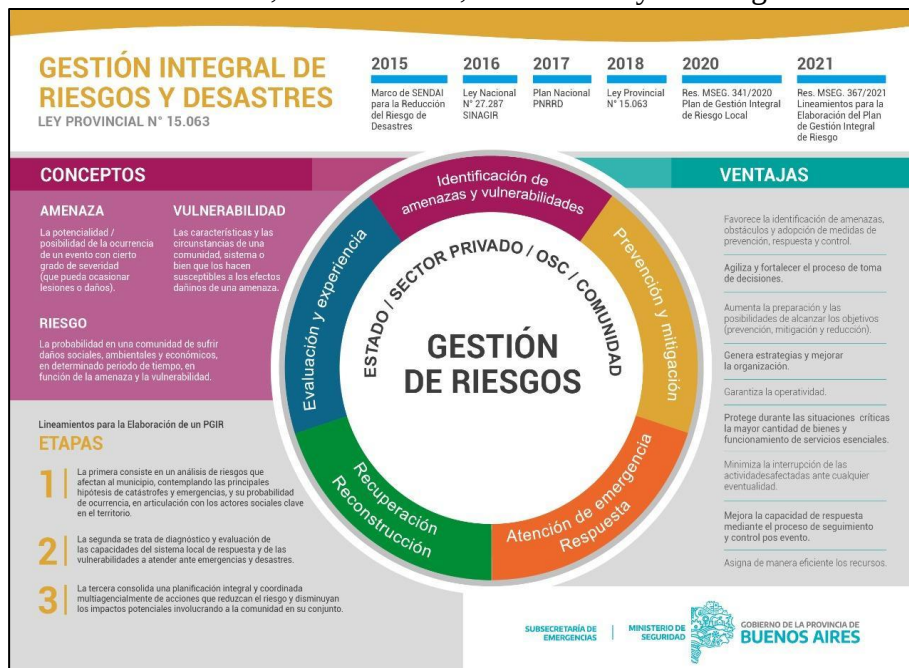 GESTIÓN INTEGRAL DE
RIESGOS Y DESASTRES
LEY PROVINCIAL N° 15.063
2015
Marco de SENDAI
para la Reducción
del Riesgo de
Desastres
2016
Ley Nacional
N° 27.287
SINAGIR
2017
Plan Nacional
PNRRD
2018
Ley Provincial
N° 15.063
2020
Res. MSEG. 341/2020
Plan de Gestión Integral
de Riesgo Local
2021
Res. MSEG. 367/2021
Lineamientos para la
Elaboración del Plan
de Gestión Integral
de Riesgo
CONCEPTOS
AMENAZA
La potencialidad /
posibilidad de la ocurrencia
de un evento con cierto
grado de severidad
(que pueda ocasionar
lesiones o daños).
VULNERABILIDAD
Las características y las
circunstancias de una
comunidad, sistema o
bien que los hacen
susceptibles a los efectos
dañinos de una amenaza.
RIESGO
La probabilidad en una comunidad de sufrir
daños sociales, ambientales y económicos,
en determinado periodo de tiempo, en
función de la amenaza y la vulnerabilidad.
Lineamientos para la Elaboración de un PGIR
ETAPAS
1
La primera consiste en un análisis de riesgos que
afectan al municipio, contemplando las principales
hipótesis de catástrofes y emergencias, y su probabilidad
de ocurrencia, en articulación con los actores sociales clave
en el territorio.
2
La segunda se trata de diagnóstico y evaluación de
las capacidades del sistema local de respuesta y de las
vulnerabilidades a atender ante emergencias y desastres.
3
La tercera consolida una planificación integral y coordinada
multiagencialmente de acciones que reduzcan el riesgo y disminuyan
los impactos potenciales involucrando a la comunidad en su conjunto.
Identificación de
amenazas y vulnerabilidades
Prevención y mitigación
Atención de emergencia
Respuesta
Recuperación
Reconstrucción
Evaluación y experiencia
ESTADO / SECTOR PRIVADO / OSC / COMUNIDAD
GESTIÓN
DE RIESGOS
VENTAJAS
Favorece la identificación de amenazas,
obstáculos y adopción de medidas de
prevención, respuesta y control.
Agiliza y fortalecer el proceso de toma
de decisiones.
Aumenta la preparación y las
posibilidades de alcanzar los objetivos
(prevención, mitigación y reducción).
Genera estrategias y mejorar
la organización.
Garantiza la operatividad.
Protege durante las situaciones críticas
la mayor cantidad de bienes y
funcionamiento de servicios esenciales.
Minimiza la interrupción de las
actividadesafectadas ante cualquier
eventualidad.
Mejora la capacidad de respuesta
mediante el proceso de seguimiento
y control pos evento.
Asigna de manera eficiente los recursos.
SUBSECRETARÍA DE
EMERGENCIAS
MINISTERIO DE
SEGURIDAD
GOBIERNO DE LA PROVINCIA DE
BUENOS AIRES